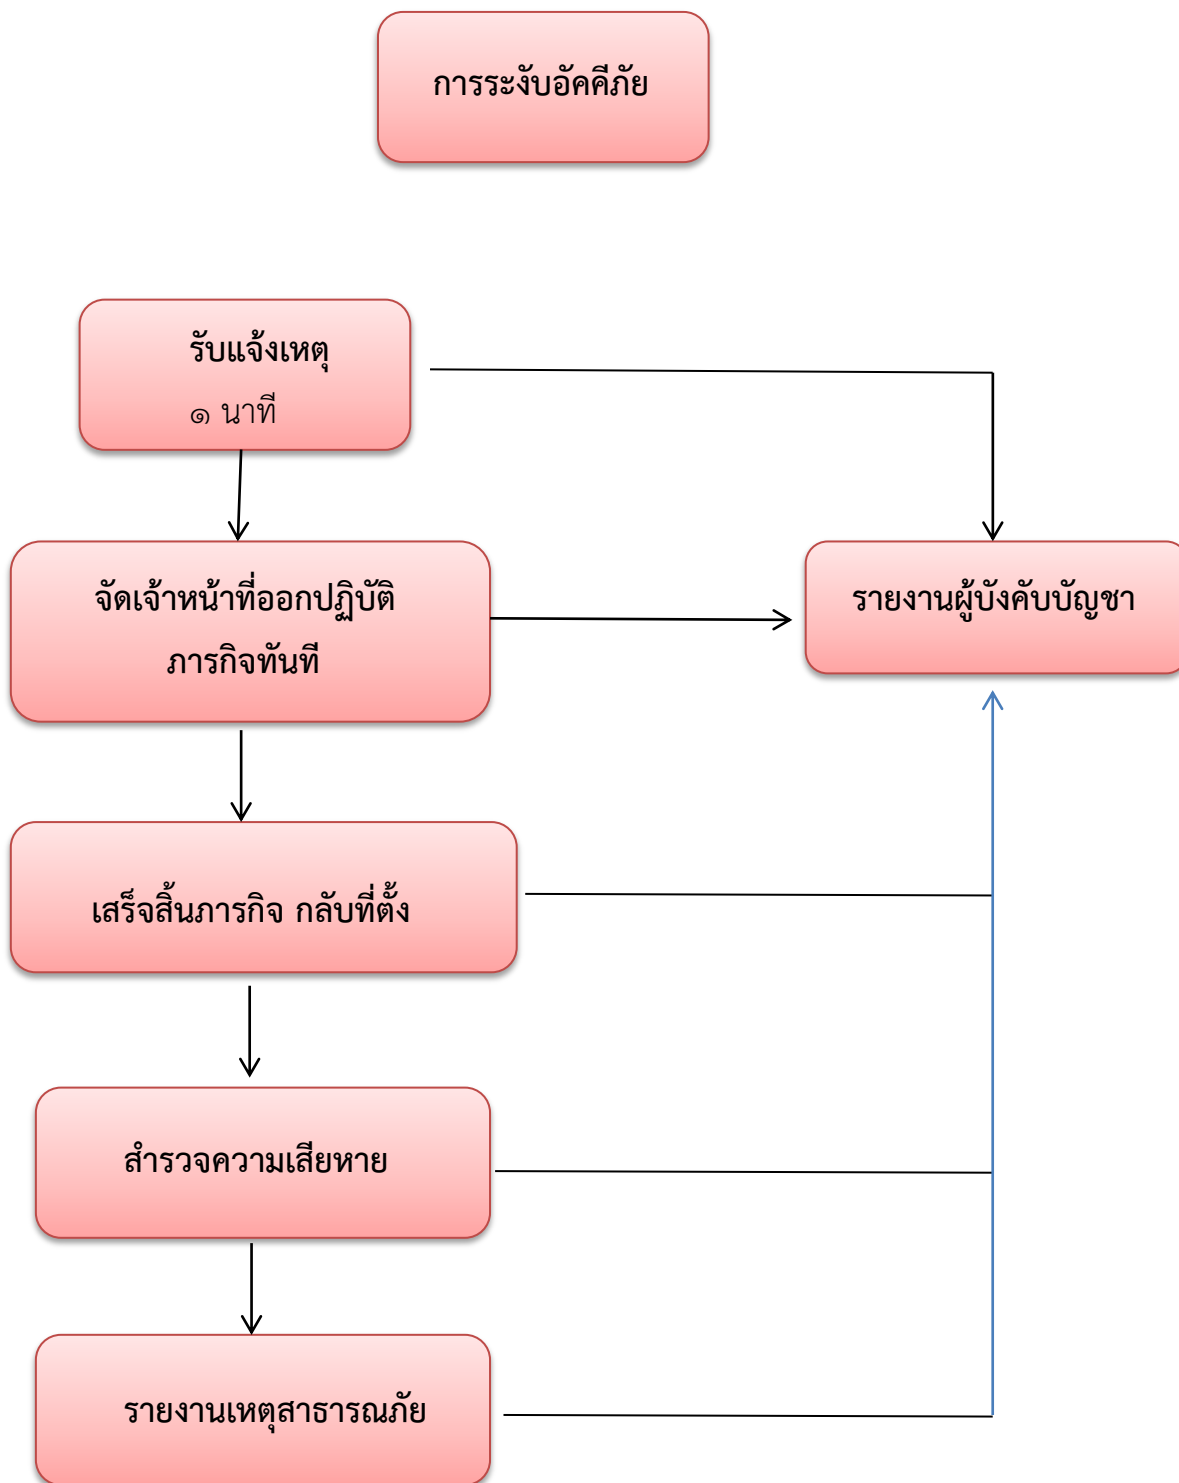 การระงับอัคคีภัย
รับแจ้งเหตุ
๑ นาที
จัดเจ้าหน้าที่ออกปฏิบัติ
ภารกิจทันที
รายงานผู้บังคับบัญชา
เสร็จสิ้นภารกิจ กลับที่ตั้ง
สำรวจความเสียหาย
รายงานเหตุสาธารณภัย